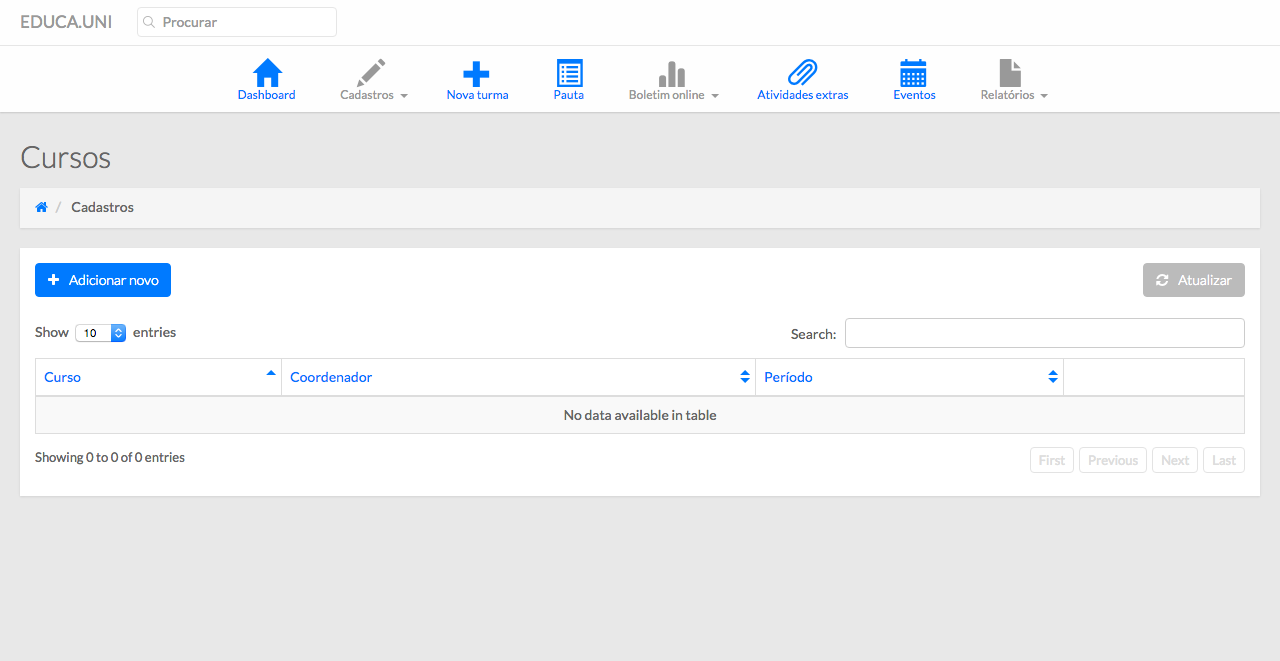 EDUCA.UNI Procurar
Dashboard Cadastros Nova turma Pauta Boletim online Atividades extras Eventos Relatórios
Cursos
/ Cadastros
Adicionar novo Atualizar
Show 10 entries Search:
Curso Coordenador Período
No data available in table
Showing 0 to 0 of 0 entries First Previous Next Last